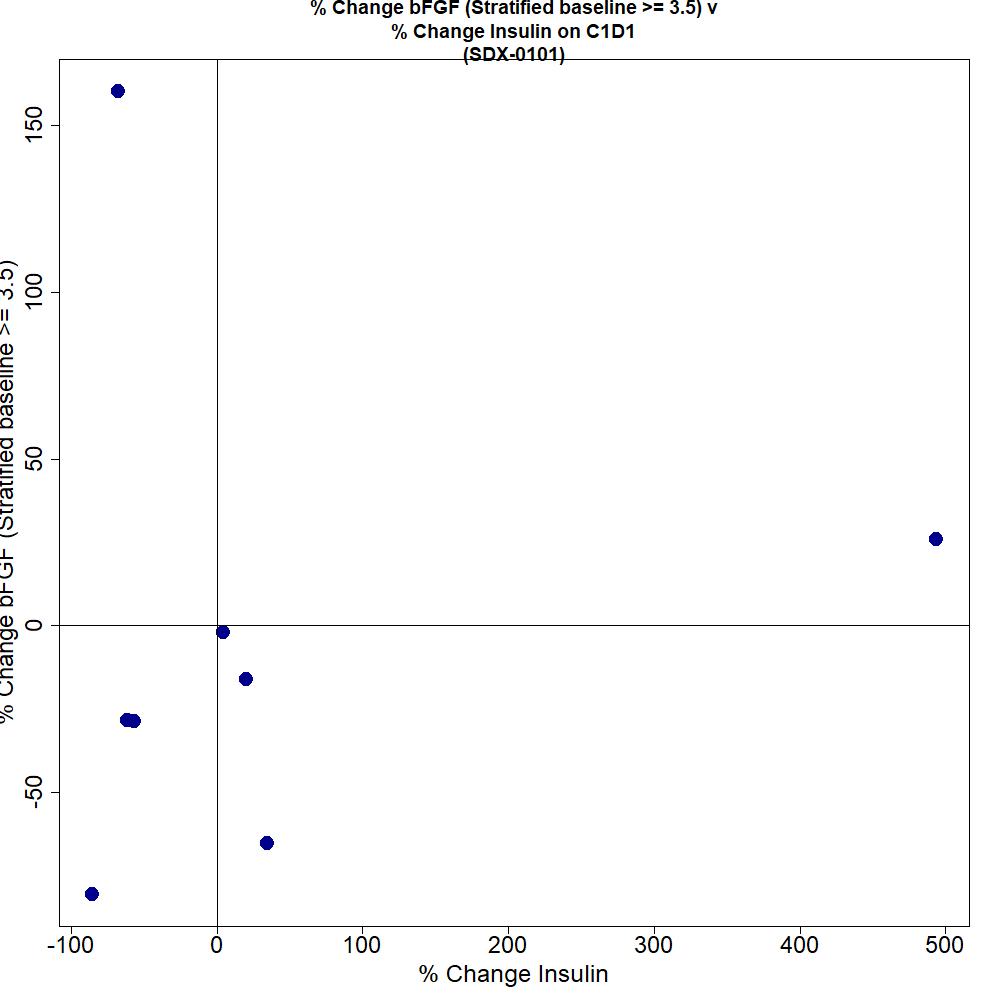 % Change bFGF (Stratified baseline >= 3.5) v
% Change Insulin on C1D1
(SDX-0101)
% Change bFGF (Stratified baseline >= 3.5)
150
100
50
0
-50
-100 0 100 200 300 400 500
% Change Insulin